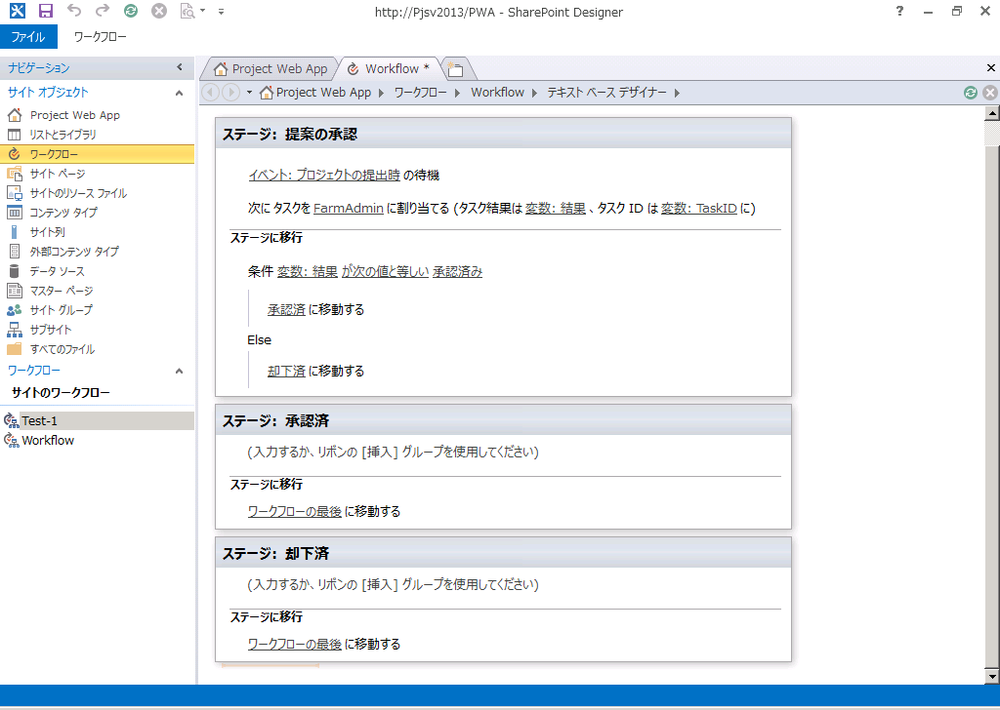 http://Pjsv2013/PWA - SharePoint Designer
ファイル ワークフロー
ナビゲーション
サイト オブジェクト
Project Web App
リストとライブラリ
ワークフロー
サイト ページ
サイトのリソース ファイル
コンテンツ タイプ
サイト列
外部コンテンツ タイプ
データ ソース
マスター ページ
サイト グループ
サブサイト
すべてのファイル
ワークフロー
サイトのワークフロー
Test-1
Workflow
Project Web App Workflow *
Project Web App ワークフロー Workflow テキスト ベース デザイナー
ステージ: 提案の承認
イベント: プロジェクトの提出時 の待機
次に タスクを FarmAdmin に割り当てる (タスク結果は 変数: 結果 、タスク ID は 変数: TaskID に)
ステージに移行
条件 変数: 結果 が次の値と等しい 承認済み
承認済 に移動する
Else
却下済 に移動する
ステージ: 承認済
(入力するか、リボンの [挿入] グループを使用してください)
ステージに移行
ワークフローの最後 に移動する
ステージ: 却下済
(入力するか、リボンの [挿入] グループを使用してください)
ステージに移行
ワークフローの最後 に移動する